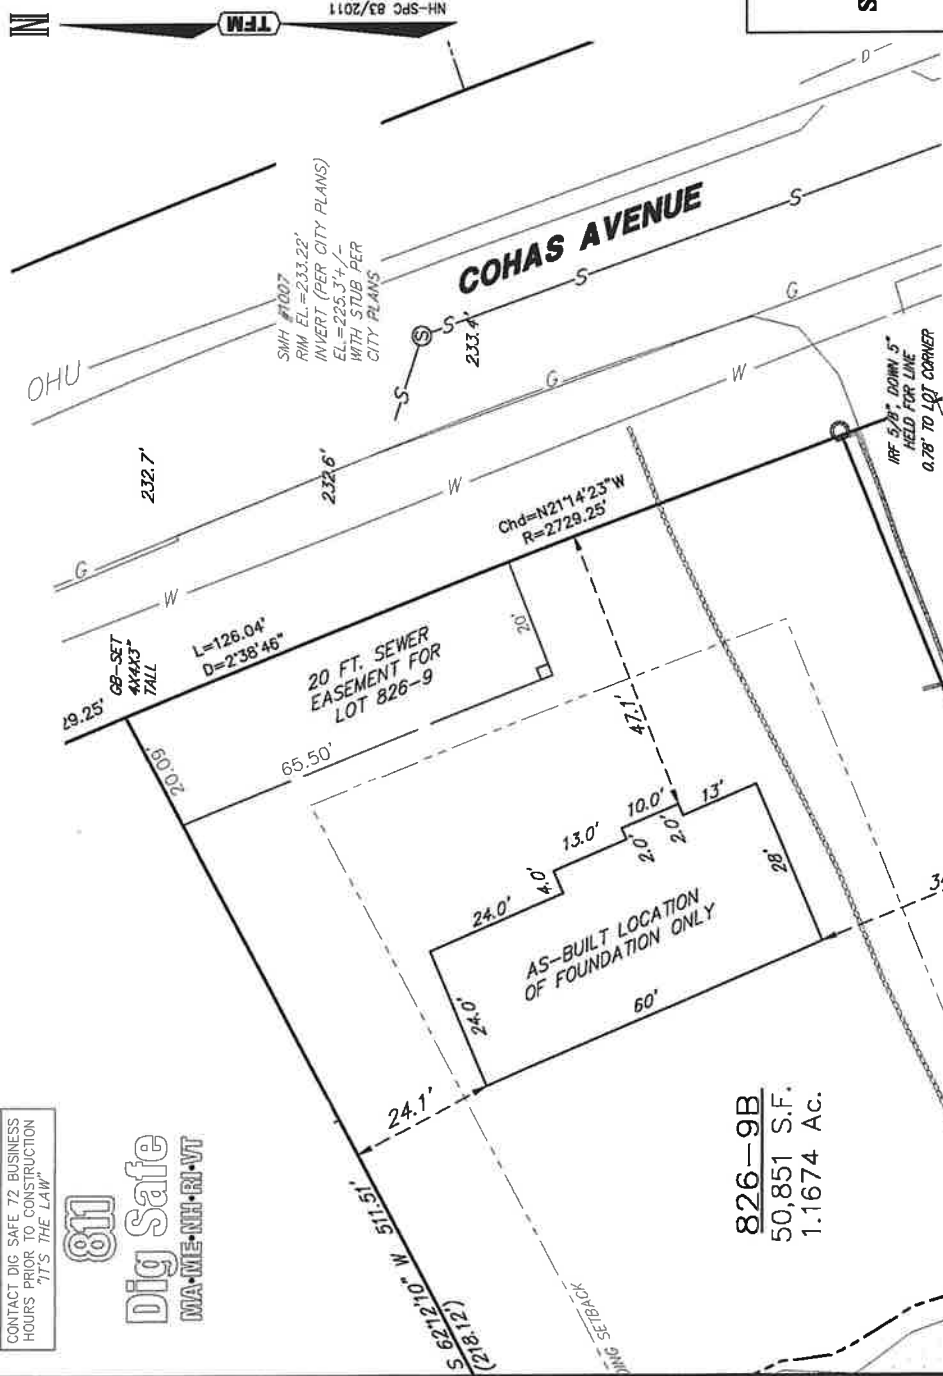 N
TFM
NH-SPC 83/2011
OHU
SMH #1007
RIM EL.=233.22'
INVERT (PER CITY PLANS)
EL.=225.3'+/-
WITH STUB PER
CITY PLANS
COHAS AVENUE
D
S
S
S
S
S
S
233.4'
232.7'
232.6'
G
G
G
W
W
W
IRF 5/8", DOWN 5"
HELD FOR LINE
0.78' TO LOT CORNER
Chd=N21°14'23"W
R=2729.25'
29.25'
GB-SET
4X4X3"
TALL
L=126.04'
D=2°38'46"
20 FT. SEWER
EASEMENT FOR
LOT 826-9
20'
20.09'
65.50'
47.1'
24.0'
4.0'
13.0'
10.0'
2.0'
2.0'
13'
28'
AS-BUILT LOCATION
OF FOUNDATION ONLY
24.0'
60'
24.1'
S 62°12'10" W 511.51'
(218.12')
826-9B
50,851 S.F.
1.1674 Ac.
CONTACT DIG SAFE 72 BUSINESS
HOURS PRIOR TO CONSTRUCTION
"IT'S THE LAW"
811
Dig Safe
MA•ME•NH•RI•VT
SETBACK